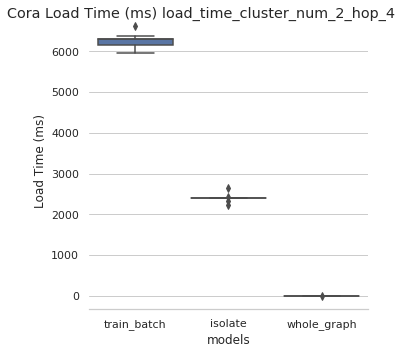 Cora Load Time (ms) load_time_cluster_num_2_hop_4
6000
5000
4000
3000
2000
1000
0
Load Time (ms)
train_batch isolate whole_graph
models